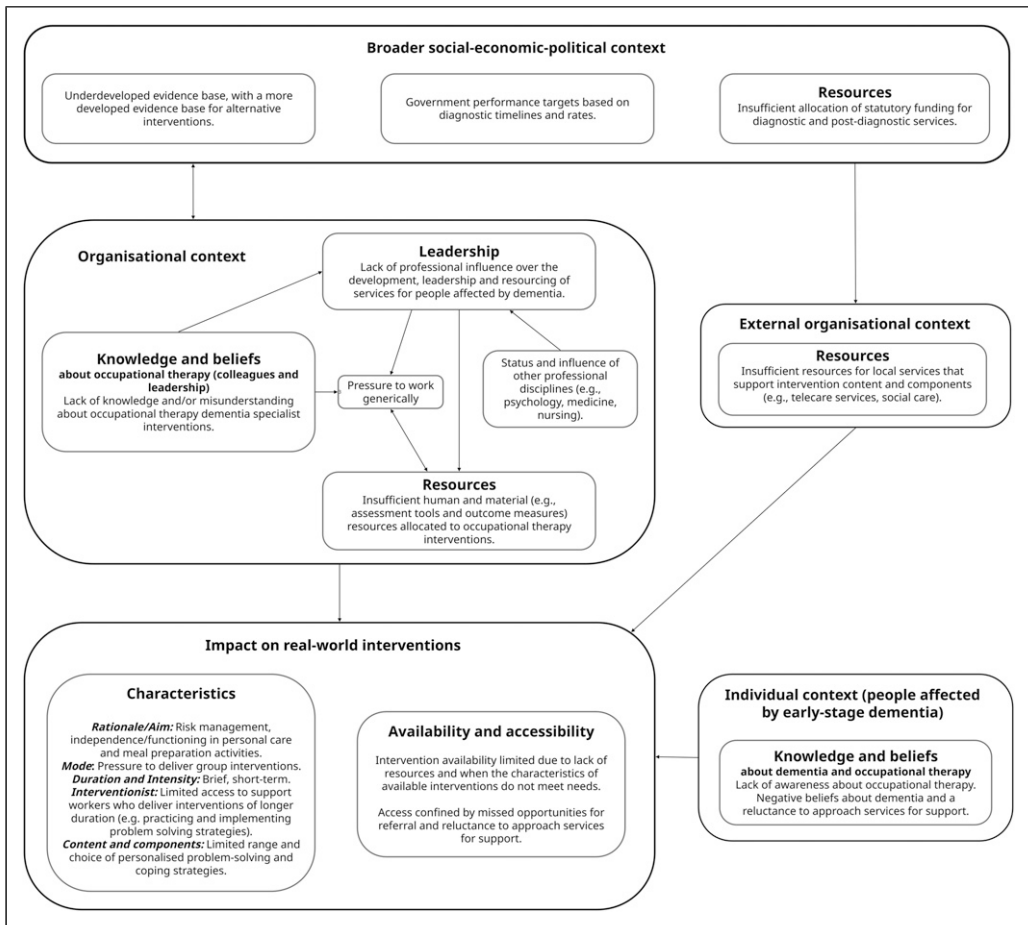 Broader social-economic-political context
Underdeveloped evidence base, with a more
developed evidence base for alternative
interventions.
Government performance targets based on
diagnostic timelines and rates.
Resources
Insufficient allocation of statutory funding for
diagnostic and post-diagnostic services.
Organisational context
Leadership
Lack of professional influence over the
development, leadership and resourcing of
services for people affected by dementia.
Knowledge and beliefs
about occupational therapy (colleagues and
leadership)
Lack of knowledge and/or misunderstanding
about occupational therapy dementia specialist
interventions.
Pressure to work
generically
Status and influence of
other professional
disciplines (e.g.,
psychology, medicine,
nursing).
Resources
Insufficient human and material (e.g.,
assessment tools and outcome measures)
resources allocated to occupational therapy
interventions.
External organisational context
Resources
Insufficient resources for local services that
support intervention content and components
(e.g., telecare services, social care).
Impact on real-world interventions
Characteristics
Rationale/Aim: Risk management,
independence/functioning in personal care
and meal preparation activities.
Mode: Pressure to deliver group interventions.
Duration and Intensity: Brief, short-term.
Interventionist: Limited access to support
workers who deliver interventions of longer
duration (e.g. practicing and implementing
problem solving strategies).
Content and components: Limited range and
choice of personalised problem-solving and
coping strategies.
Availability and accessibility
Intervention availability limited due to lack of
resources and when the characteristics of
available interventions do not meet needs.
Access confined by missed opportunities for
referral and reluctance to approach services
for support.
Individual context (people affected
by early-stage dementia)
Knowledge and beliefs
about dementia and occupational therapy
Lack of awareness about occupational therapy.
Negative beliefs about dementia and a
reluctance to approach services for support.